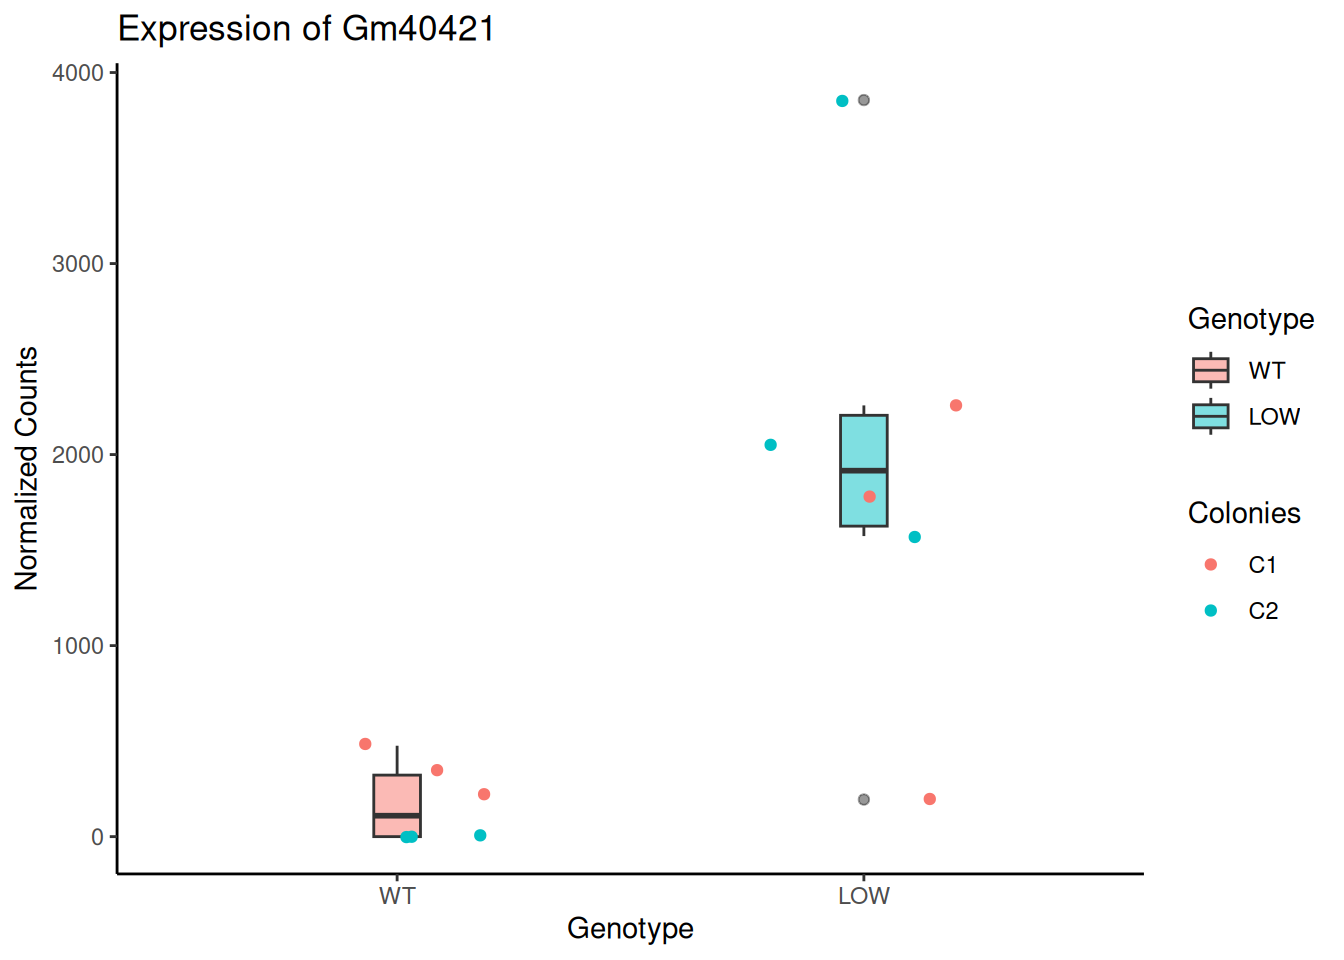 Expression of Gm40421
4000
3000
2000
1000
0
Normalized Counts
WT
LOW
Genotype
Genotype
WT
LOW
Colonies
C1
C2